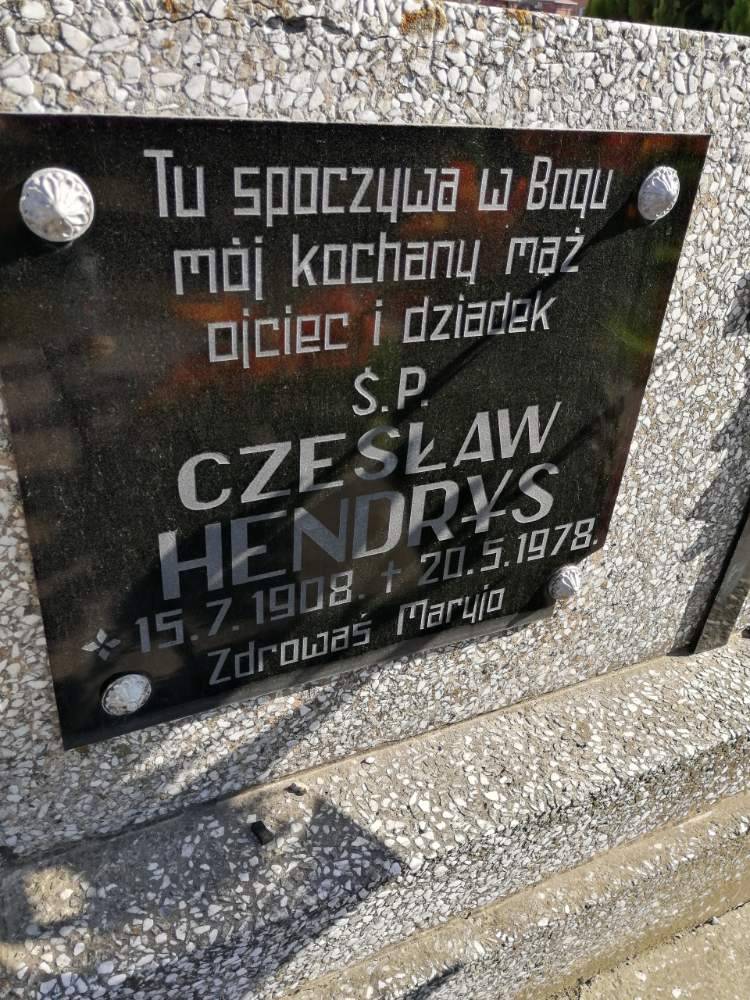 Tu spoczywa w Bogu
mój kochany mąż
ojciec i dziadek
Ś.P.
CZESŁAW
HENDRYS
15.7.1908. † 20.5.1978.
Zdrowaś Maryjo